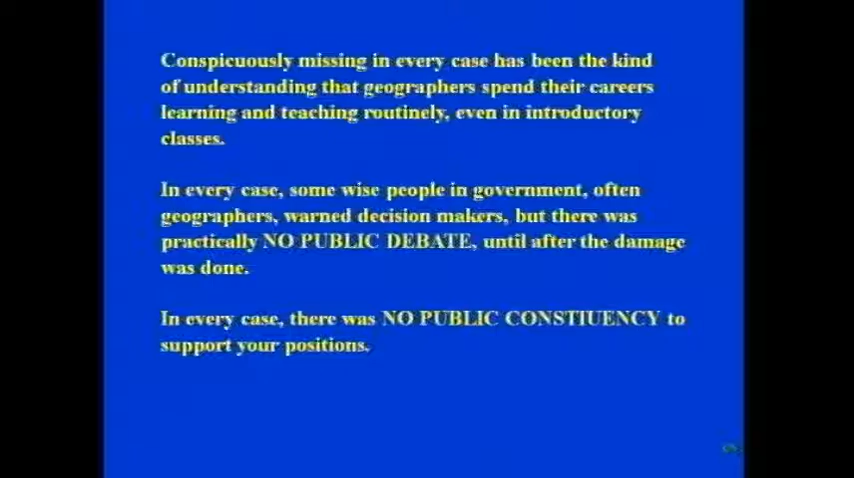 Conspicuously missing in every case has been the kind
of understanding that geographers spend their careers
learning and teaching routinely, even in introductory
classes.
In every case, some wise people in government, often
geographers, warned decision makers, but there was
practically NO PUBLIC DEBATE, until after the damage
was done.
In every case, there was NO PUBLIC CONSTIUENCY to
support your positions.